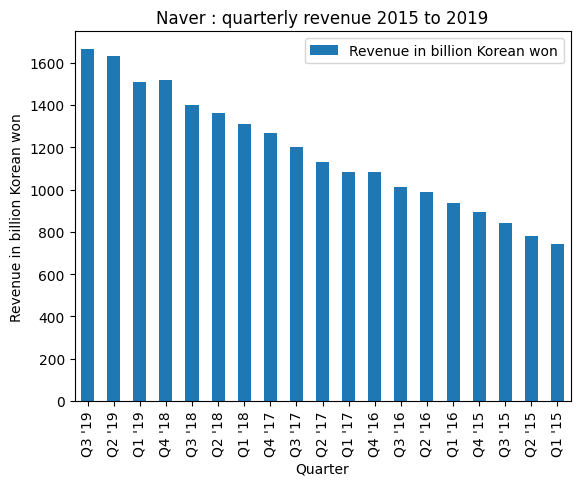 Naver : quarterly revenue 2015 to 2019
Revenue in billion Korean won
Revenue in billion Korean won
1600
1400
1200
1000
800
600
400
200
0
Q3 '19
Q2 '19
Q1 '19
Q4 '18
Q3 '18
Q2 '18
Q1 '18
Q4 '17
Q3 '17
Q2 '17
Q1 '17
Q4 '16
Q3 '16
Q2 '16
Q1 '16
Q4 '15
Q3 '15
Q2 '15
Q1 '15
Quarter